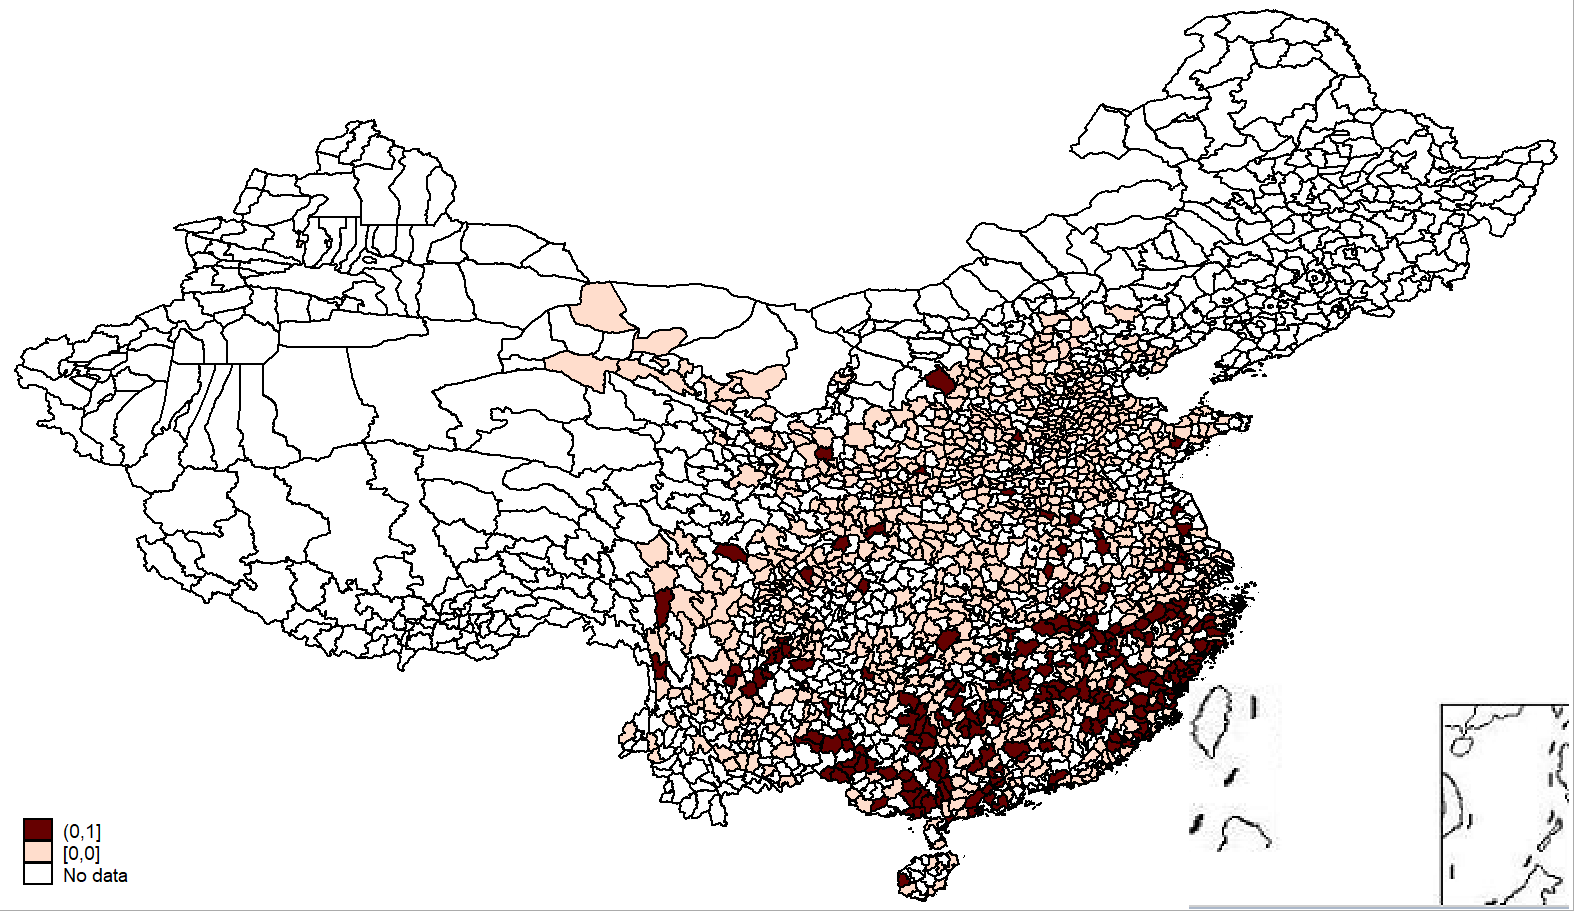 (0,1]
[0,0]
No data